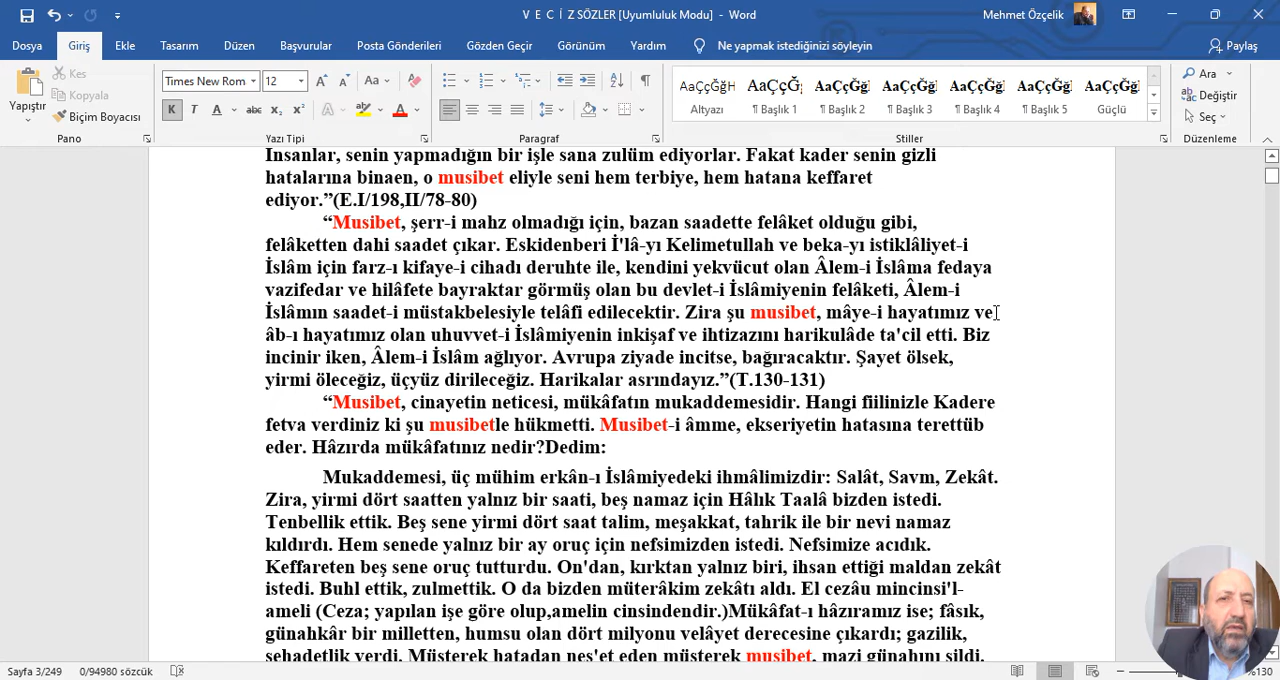 V E C İ Z SÖZLER [Uyumluluk Modu] - Word
Mehmet Özçelik
Dosya Giriş Ekle Tasarım Düzen Başvurular Posta Gönderileri Gözden Geçir Görünüm Yardım Ne yapmak istediğinizi söyleyin Paylaş
Yapıştır
Kes
Kopyala
Biçim Boyacısı
Pano
Times New Rom 12
Yazı Tipi
Paragraf
AaÇçĞğH AaÇçĞğ AaÇçĞğ AaÇçĞğ AaÇçĞğ AaÇçĞğ AaÇçĞğ
Altyazı ¶ Başlık 1 ¶ Başlık 2 ¶ Başlık 3 ¶ Başlık 4 ¶ Başlık 5 Güçlü
Stiller
Ara
Değiştir
Seç
Düzenleme
İnsanlar, senin yapmadığın bir işle sana zulüm ediyorlar. Fakat kader senin gizli
hatalarına binaen, o musibet eliyle seni hem terbiye, hem hatana keffaret
ediyor.”(E.I/198,II/78-80)
“Musibet, şerr-i mahz olmadığı için, bazan saadette felâket olduğu gibi,
felâketten dahi saadet çıkar. Eskidenberi İ'lâ-yı Kelimetullah ve beka-yı istiklâliyet-i
İslâm için farz-ı kifaye-i cihadı deruhte ile, kendini yekvücut olan Âlem-i İslâma fedaya
vazifedar ve hilâfete bayraktar görmüş olan bu devlet-i İslâmiyenin felâketi, Âlem-i
İslâmın saadet-i müstakbelesiyle telâfi edilecektir. Zira şu musibet, mâye-i hayatımız ve
âb-ı hayatımız olan uhuvvet-i İslâmiyenin inkişaf ve ihtizazını harikulâde ta'cil etti. Biz
incinir iken, Âlem-i İslâm ağlıyor. Avrupa ziyade incitse, bağıracaktır. Şayet ölsek,
yirmi öleceğiz, üçyüz dirileceğiz. Harikalar asrındayız.”(T.130-131)
“Musibet, cinayetin neticesi, mükâfatın mukaddemesidir. Hangi fiilinizle Kadere
fetva verdiniz ki şu musibetle hükmetti. Musibet-i âmme, ekseriyetin hatasına terettüb
eder. Hâzırda mükâfatınız nedir?Dedim:
Mukaddemesi, üç mühim erkân-ı İslâmiyedeki ihmâlimizdir: Salât, Savm, Zekât.
Zira, yirmi dört saatten yalnız bir saati, beş namaz için Hâlık Taalâ bizden istedi.
Tenbellik ettik. Beş sene yirmi dört saat talim, meşakkat, tahrik ile bir nevi namaz
kıldırdı. Hem senede yalnız bir ay oruç için nefsimizden istedi. Nefsimize acıdık.
Keffareten beş sene oruç tutturdu. On'dan, kırktan yalnız biri, ihsan ettiği maldan zekât
istedi. Buhl ettik, zulmettik. O da bizden müterâkim zekâtı aldı. El cezâu mincinsi'l-
ameli (Ceza; yapılan işe göre olup,amelin cinsindendir.)Mükâfat-ı hâzıramız ise; fâsık,
günahkâr bir milletten, humsu olan dört milyonu velâyet derecesine çıkardı; gazilik,
şehadetlik verdi. Müşterek hatadan neş'et eden müşterek musibet, mazi günahını sildi.
Sayfa 3/249 0/94980 sözcük %130